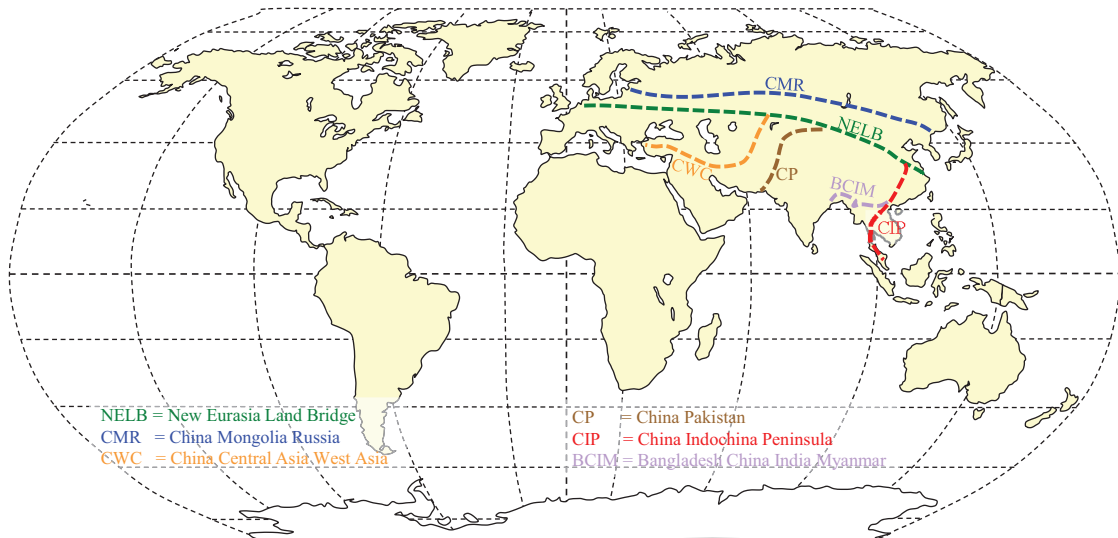 CMR
NELB
CWC
CP
BCIM
CIP
NELB = New Eurasia Land Bridge
CMR = China Mongolia Russia
CWC = China Central Asia West Asia
CP = China Pakistan
CIP = China Indochina Peninsula
BCIM = Bangladesh China India Myanmar